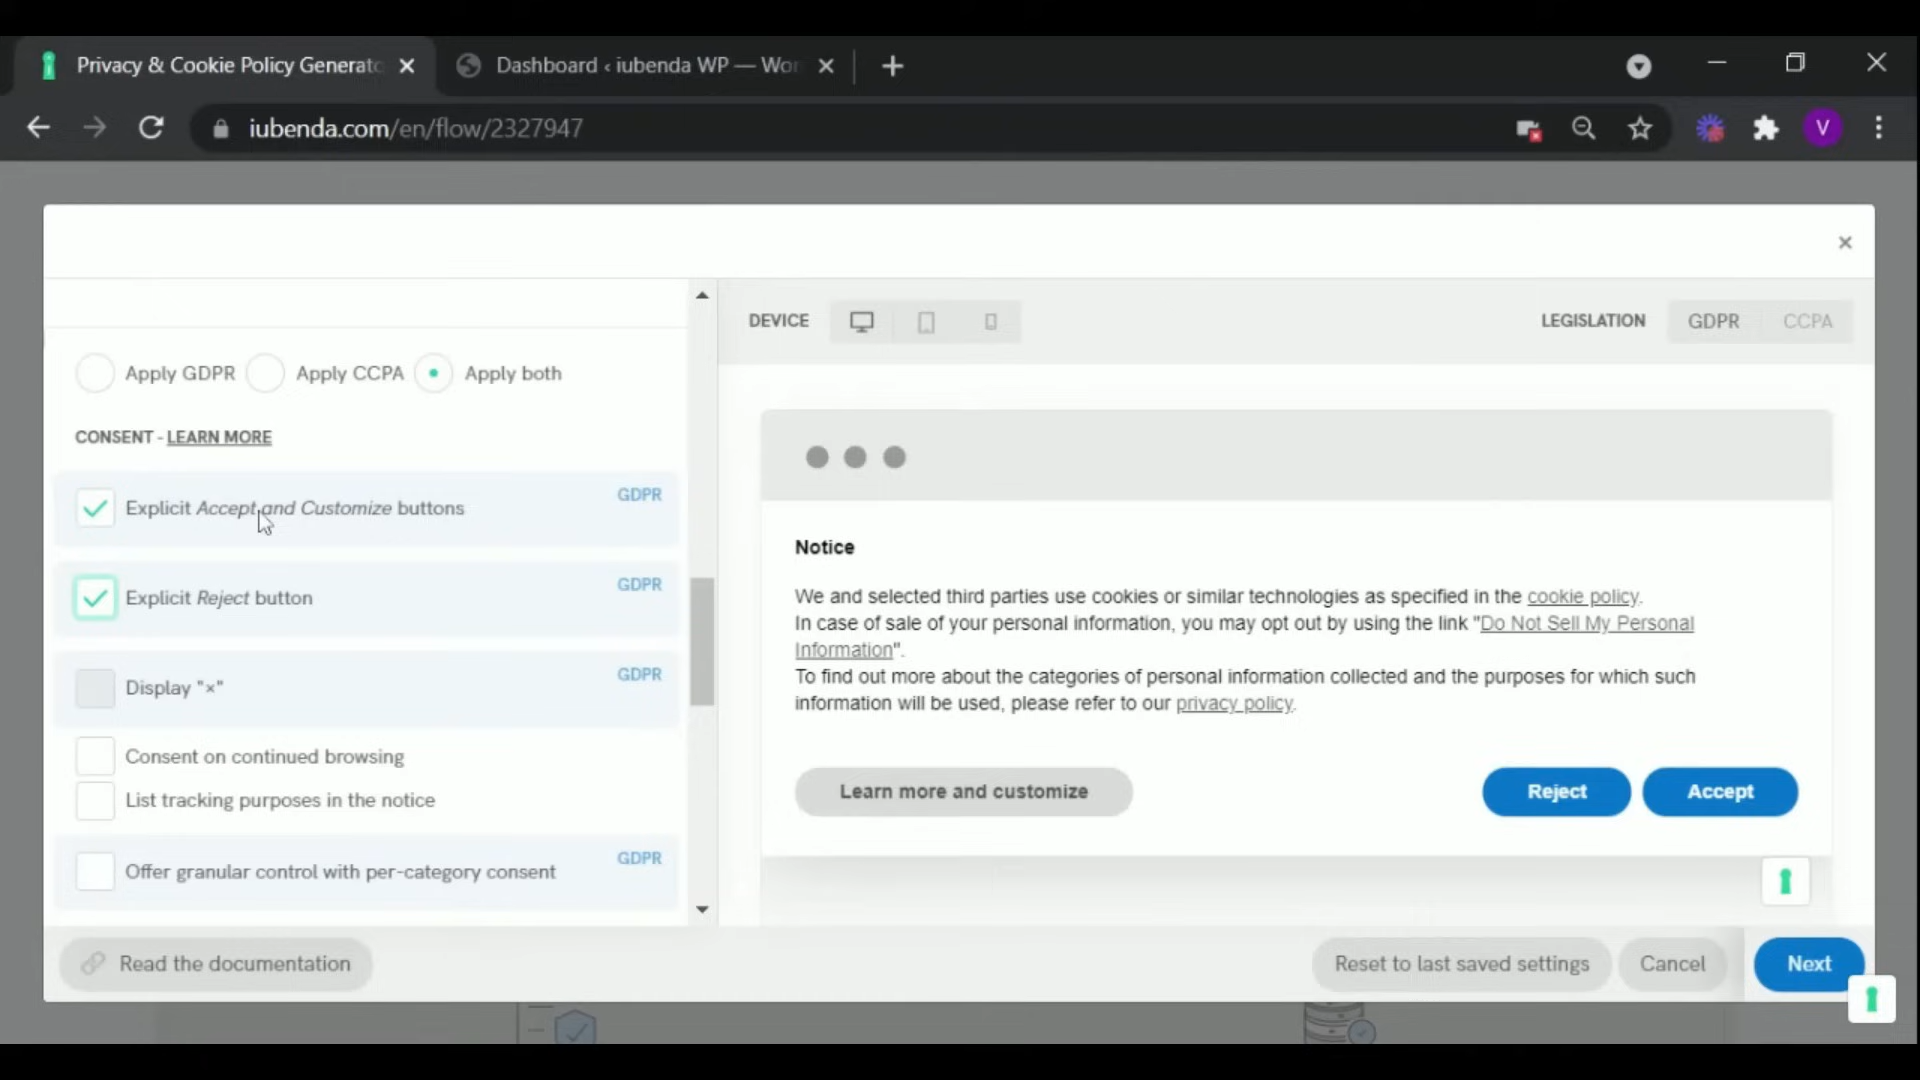 Privacy & Cookie Policy Generato
Dashboard ‹ iubenda WP — Wor
iubenda.com/en/flow/2327947
V
DEVICE
LEGISLATION
GDPR
CCPA
Apply GDPR
Apply CCPA
Apply both
CONSENT - LEARN MORE
Explicit Accept and Customize buttons
GDPR
Explicit Reject button
GDPR
Display "×"
GDPR
Consent on continued browsing
List tracking purposes in the notice
Offer granular control with per-category consent
GDPR
Notice
We and selected third parties use cookies or similar technologies as specified in the cookie policy.
In case of sale of your personal information, you may opt out by using the link "Do Not Sell My Personal
Information".
To find out more about the categories of personal information collected and the purposes for which such
information will be used, please refer to our privacy policy.
Learn more and customize
Reject
Accept
Read the documentation
Reset to last saved settings
Cancel
Next